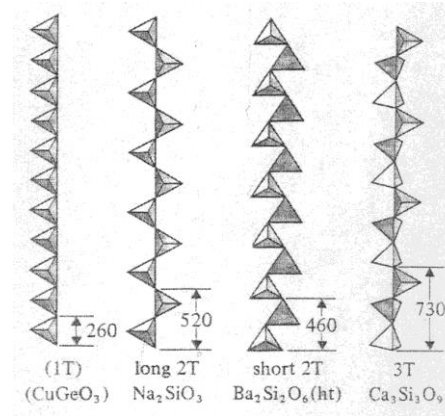 260
520
460
730
(1T)
long 2T
short 2T
3T
(CuGeO₃)
Na₂SiO₃
Ba₂Si₂O₆(ht)
Ca₃Si₃O₉